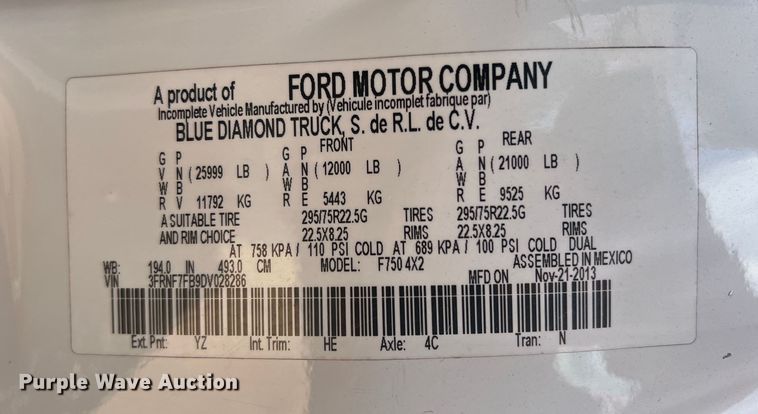 A product of FORD MOTOR COMPANY
Incomplete Vehicle Manufactured by (Vehicule incomplet fabrique par)
BLUE DIAMOND TRUCK, S. de R.L. de C.V.
FRONT REAR
G P G P G P
V N ( 25999 LB ) A N ( 12000 LB ) A N ( 21000 LB )
W B W B W B
R V 11792 KG R E 5443 KG R E 9525 KG
A SUITABLE TIRE 295/75R22.5G TIRES 295/75R22.5G TIRES
AND RIM CHOICE 22.5X8.25 RIMS 22.5X8.25 RIMS
AT 758 KPA / 110 PSI COLD AT 689 KPA / 100 PSI COLD DUAL
WB: 194.0 IN 493.0 CM MODEL: F750 4X2 ASSEMBLED IN MEXICO
VIN 3FRNF7FB9DV028286 MFD ON Nov-21-2013
Ext. Pnt: YZ Int. Trim: HE Axle: 4C Tran: N
Purple Wave Auction